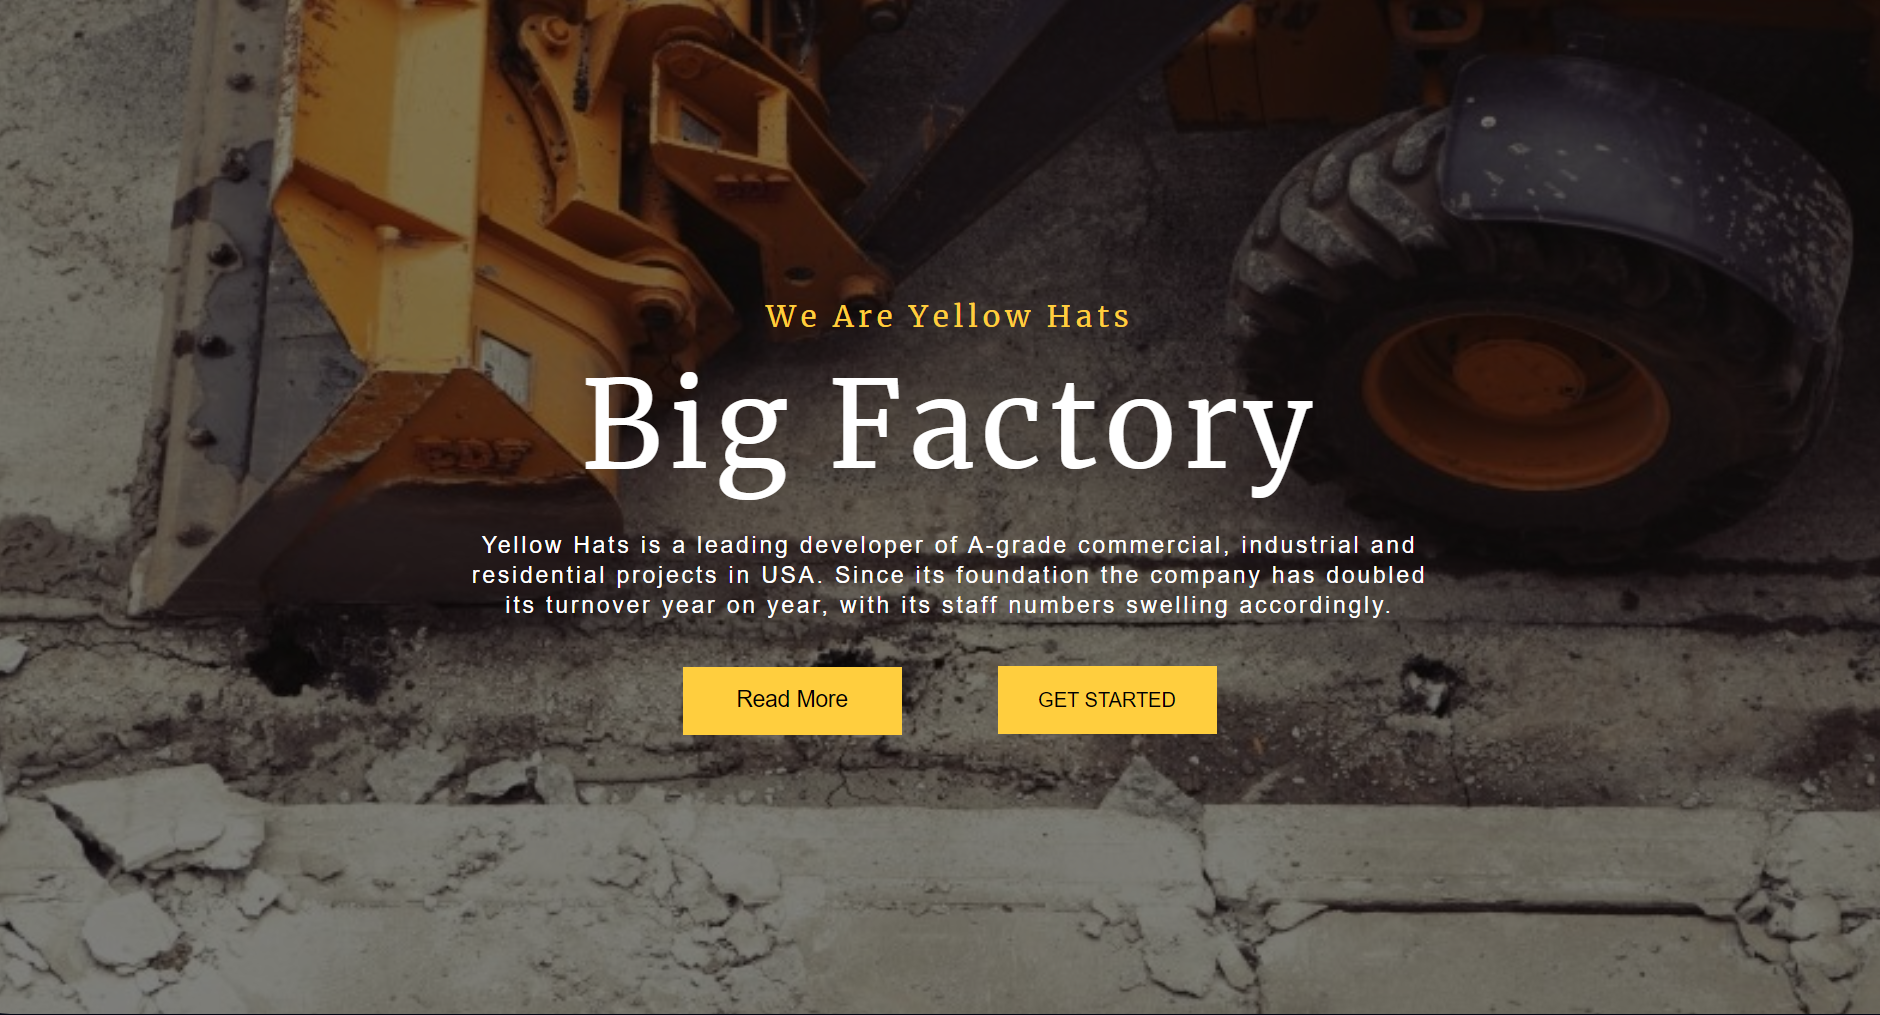 We Are Yellow Hats
Big Factory
Yellow Hats is a leading developer of A-grade commercial, industrial and
residential projects in USA. Since its foundation the company has doubled
its turnover year on year, with its staff numbers swelling accordingly.
Read More
GET STARTED